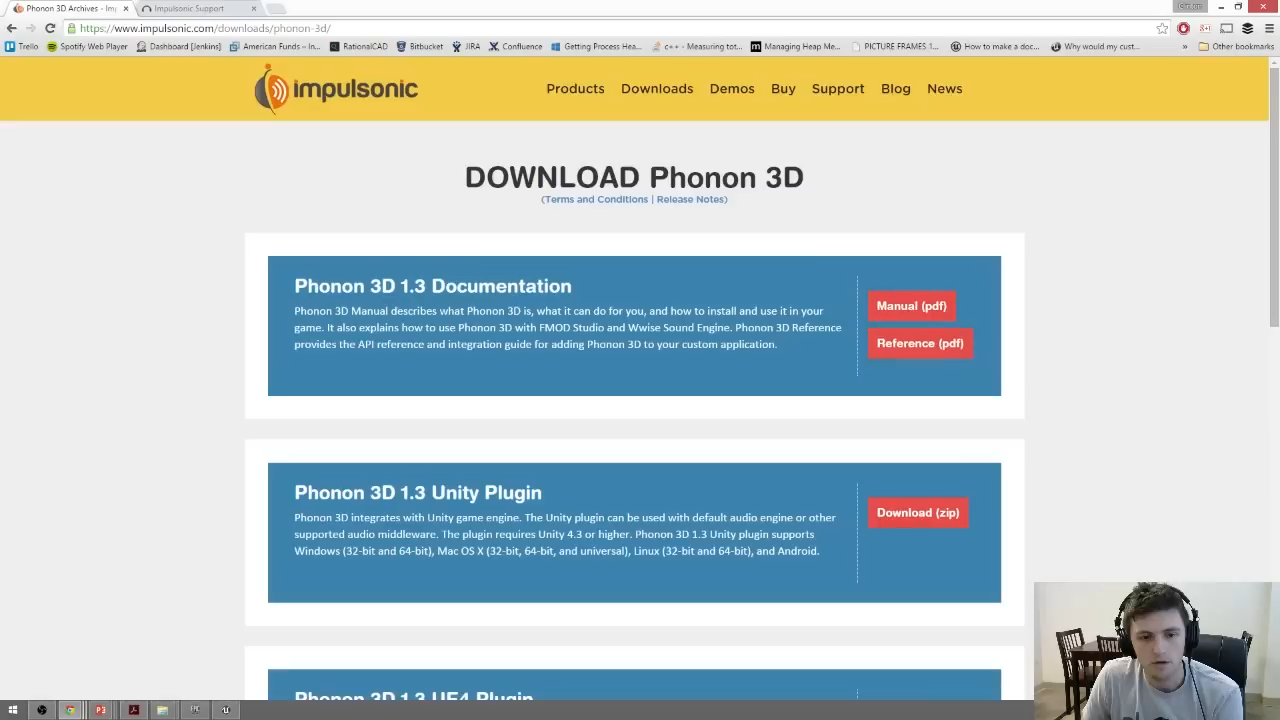 Phonon 3D Archives - Imp
Impulsonic Support
https://www.impulsonic.com/downloads/phonon-3d/
Trello
Spotify Web Player
Dashboard [Jenkins]
American Funds - In...
RationalCAD
Bitbucket
JIRA
Confluence
Getting Process Hea...
c++ - Measuring tot...
Managing Heap Me...
PICTURE FRAMES 1...
How to make a doc...
Why would my cust...
»
Other bookmarks
impulsonic
Products
Downloads
Demos
Buy
Support
Blog
News
DOWNLOAD Phonon 3D
(Terms and Conditions | Release Notes)
Phonon 3D 1.3 Documentation
Phonon 3D Manual describes what Phonon 3D is, what it can do for you, and how to install and use it in your
game. It also explains how to use Phonon 3D with FMOD Studio and Wwise Sound Engine. Phonon 3D Reference
provides the API reference and integration guide for adding Phonon 3D to your custom application.
Manual (pdf)
Reference (pdf)
Phonon 3D 1.3 Unity Plugin
Phonon 3D integrates with Unity game engine. The Unity plugin can be used with default audio engine or other
supported audio middleware. The plugin requires Unity 4.3 or higher. Phonon 3D 1.3 Unity plugin supports
Windows (32-bit and 64-bit), Mac OS X (32-bit, 64-bit, and universal), Linux (32-bit and 64-bit), and Android.
Download (zip)
Phonon 3D 1.3 UE4 Plugin